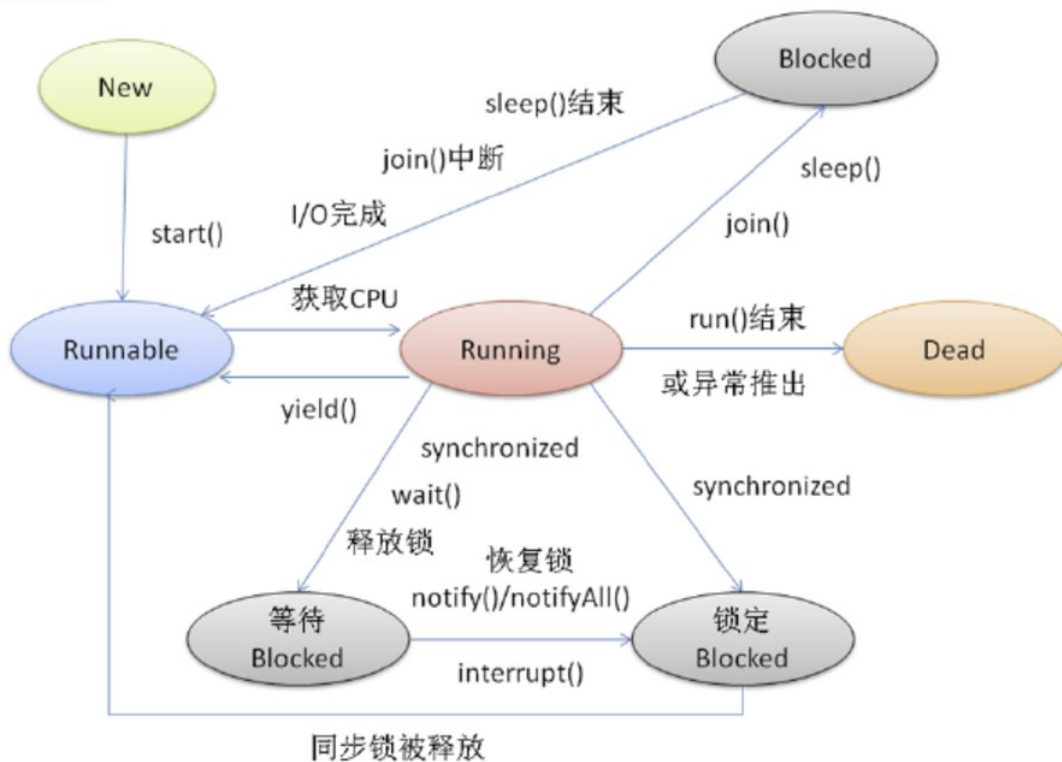 New
Blocked
sleep()结束
join()中断
sleep()
I/O完成
join()
start()
获取CPU
run()结束
Runnable
Running
Dead
或异常推出
yield()
synchronized
wait()
synchronized
释放锁
恢复锁
notify()/notifyAll()
等待
Blocked
锁定
Blocked
interrupt()
同步锁被释放